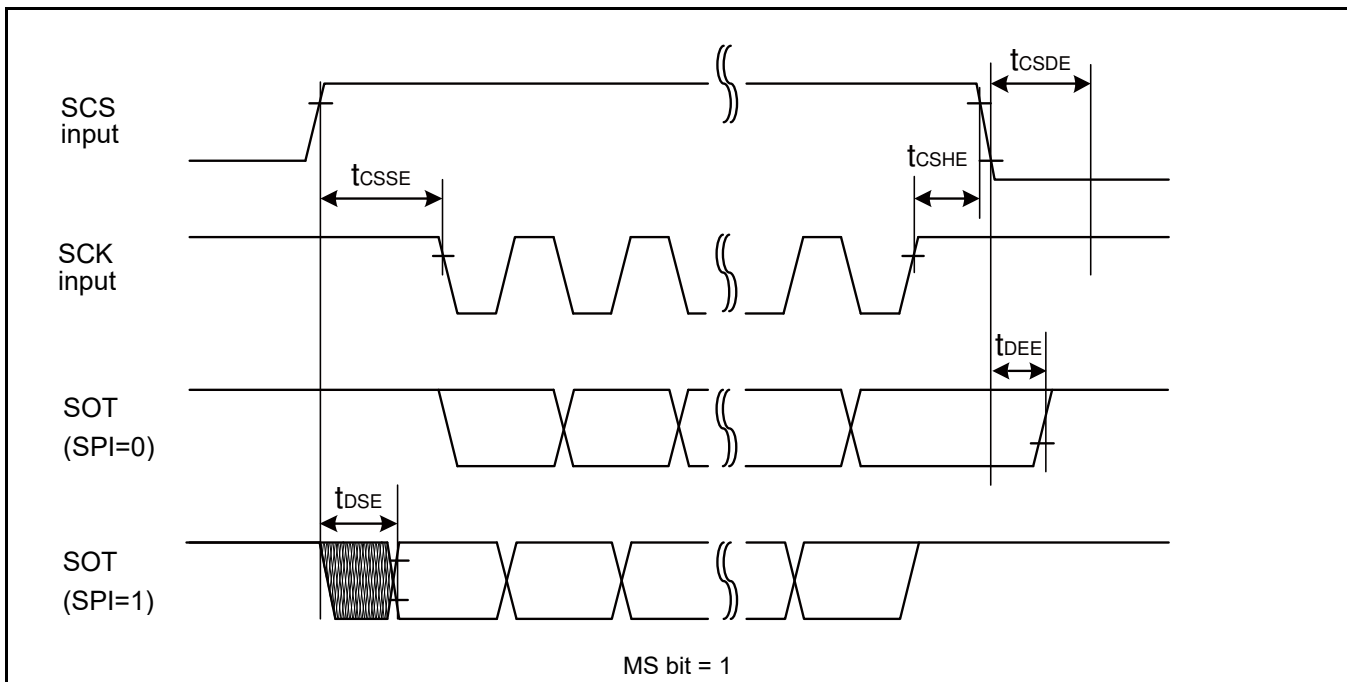 tCSDE
SCS
input
tCSHE
tCSSE
SCK
input
tDEE
SOT
(SPI=0)
tDSE
SOT
(SPI=1)
MS bit = 1